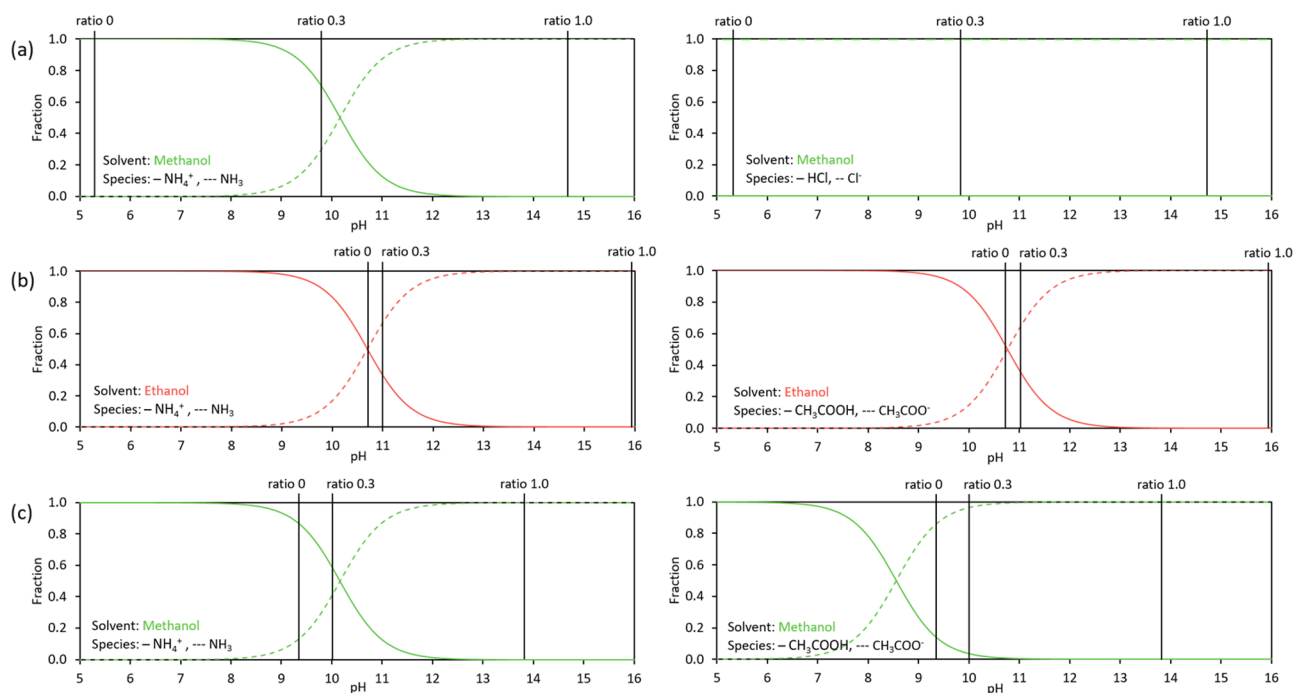 ratio 0 ratio 0.3 ratio 1.0 ratio 0 ratio 0.3 ratio 1.0
(a)
1.0 1.0
0.8 0.8
0.6 0.6
Fraction Fraction
0.4 0.4
0.2 Solvent: Methanol 0.2 Solvent: Methanol
Species: – NH₄⁺ , --- NH₃ Species: – HCl, -- Cl⁻
0.0 0.0
5 6 7 8 9 10 11 12 13 14 15 16 5 6 7 8 9 10 11 12 13 14 15 16
pH pH
ratio 0 ratio 0.3 ratio 1.0 ratio 0 ratio 0.3 ratio 1.0
(b)
1.0 1.0
0.8 0.8
0.6 0.6
Fraction Fraction
0.4 0.4
0.2 Solvent: Ethanol 0.2 Solvent: Ethanol
Species: – NH₄⁺ , --- NH₃ Species: – CH₃COOH, --- CH₃COO⁻
0.0 0.0
5 6 7 8 9 10 11 12 13 14 15 16 5 6 7 8 9 10 11 12 13 14 15 16
pH pH
ratio 0 ratio 0.3 ratio 1.0 ratio 0 ratio 0.3 ratio 1.0
(c)
1.0 1.0
0.8 0.8
0.6 0.6
Fraction Fraction
0.4 0.4
0.2 Solvent: Methanol 0.2 Solvent: Methanol
Species: – NH₄⁺ , --- NH₃ Species: – CH₃COOH, --- CH₃COO⁻
0.0 0.0
5 6 7 8 9 10 11 12 13 14 15 16 5 6 7 8 9 10 11 12 13 14 15 16
pH pH